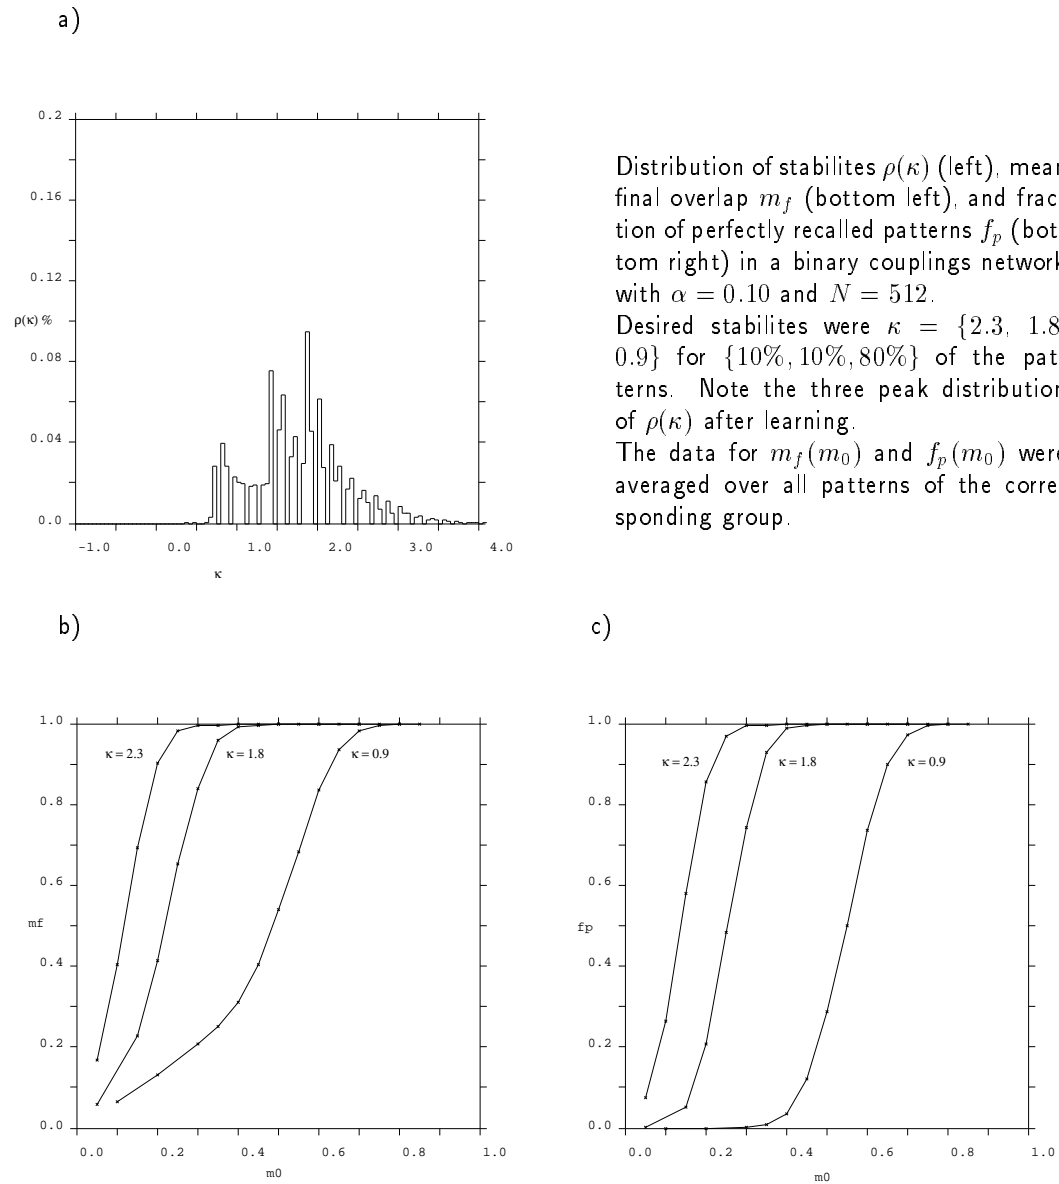 a)
0.2
0.16
0.12
ρ(κ) %
0.08
0.04
0.0
-1.0 0.0 1.0 2.0 3.0 4.0
κ
Distribution of stabilites ρ(κ) (left), mean
final overlap m_f (bottom left), and frac
tion of perfectly recalled patterns f_p (bot
tom right) in a binary couplings network
with α = 0.10 and N = 512.
Desired stabilites were κ = {2.3, 1.8
0.9} for {10%, 10%, 80%} of the pat
terns. Note the three peak distribution
of ρ(κ) after learning.
The data for m_f(m_0) and f_p(m_0) were
averaged over all patterns of the corre
sponding group.
b)
1.0
κ = 2.3 κ = 1.8 κ = 0.9
0.8
0.6
mf
0.4
0.2
0.0
0.0 0.2 0.4 0.6 0.8 1.0
m0
c)
1.0
κ = 2.3 κ = 1.8 κ = 0.9
0.8
0.6
fp
0.4
0.2
0.0
0.0 0.2 0.4 0.6 0.8 1.0
m0